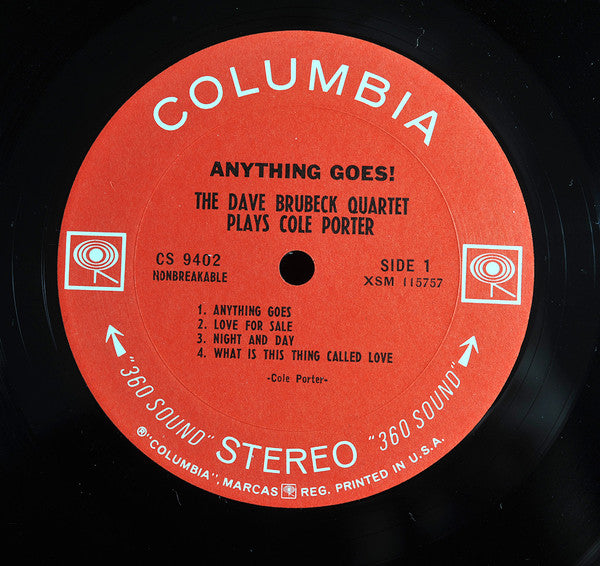 COLUMBIA
ANYTHING GOES!
THE DAVE BRUBECK QUARTET
PLAYS COLE PORTER
CS 9402
NONBREAKABLE
SIDE 1
XSM 115757
1. ANYTHING GOES
2. LOVE FOR SALE
3. NIGHT AND DAY
4. WHAT IS THIS THING CALLED LOVE
-Cole Porter-
"360 SOUND" STEREO "360 SOUND"
®"COLUMBIA", MARCAS REG. PRINTED IN U.S.A.